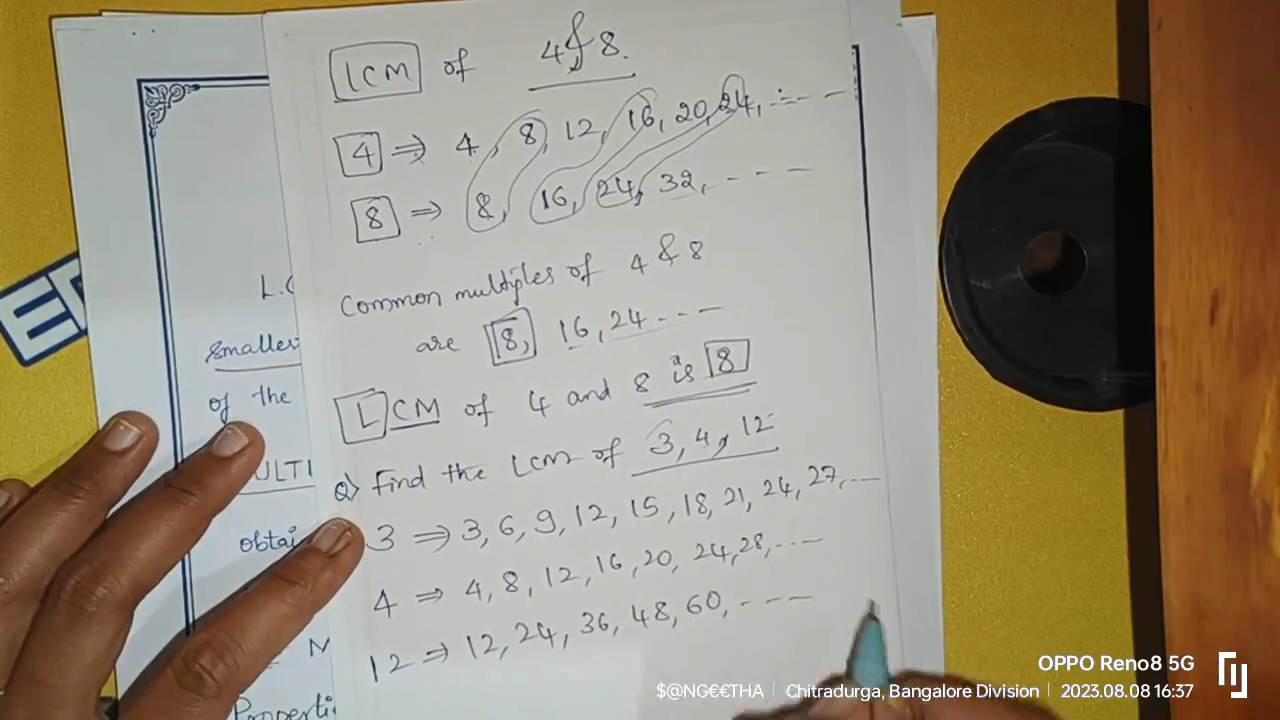 LCM of 4 & 8.
4 ⇒ 4, 8, 12, 16, 20, 24, - - - -
8 ⇒ 8, 16, 24, 32, - - - -
Common multiples of 4 & 8
are 8, 16, 24 - - - -
LCM of 4 and 8 is 8
Q> Find the LCM of 3, 4, 12
3 ⇒ 3, 6, 9, 12, 15, 18, 21, 24, 27, ---
4 ⇒ 4, 8, 12, 16, 20, 24, 28, - - - -
12 ⇒ 12, 24, 36, 48, 60, - - - -
L.C
of the
ULTI
obtai
M
Properti
OPPO Reno8 5G
$@NG€€THA | Chitradurga, Bangalore Division | 2023.08.08 16:37